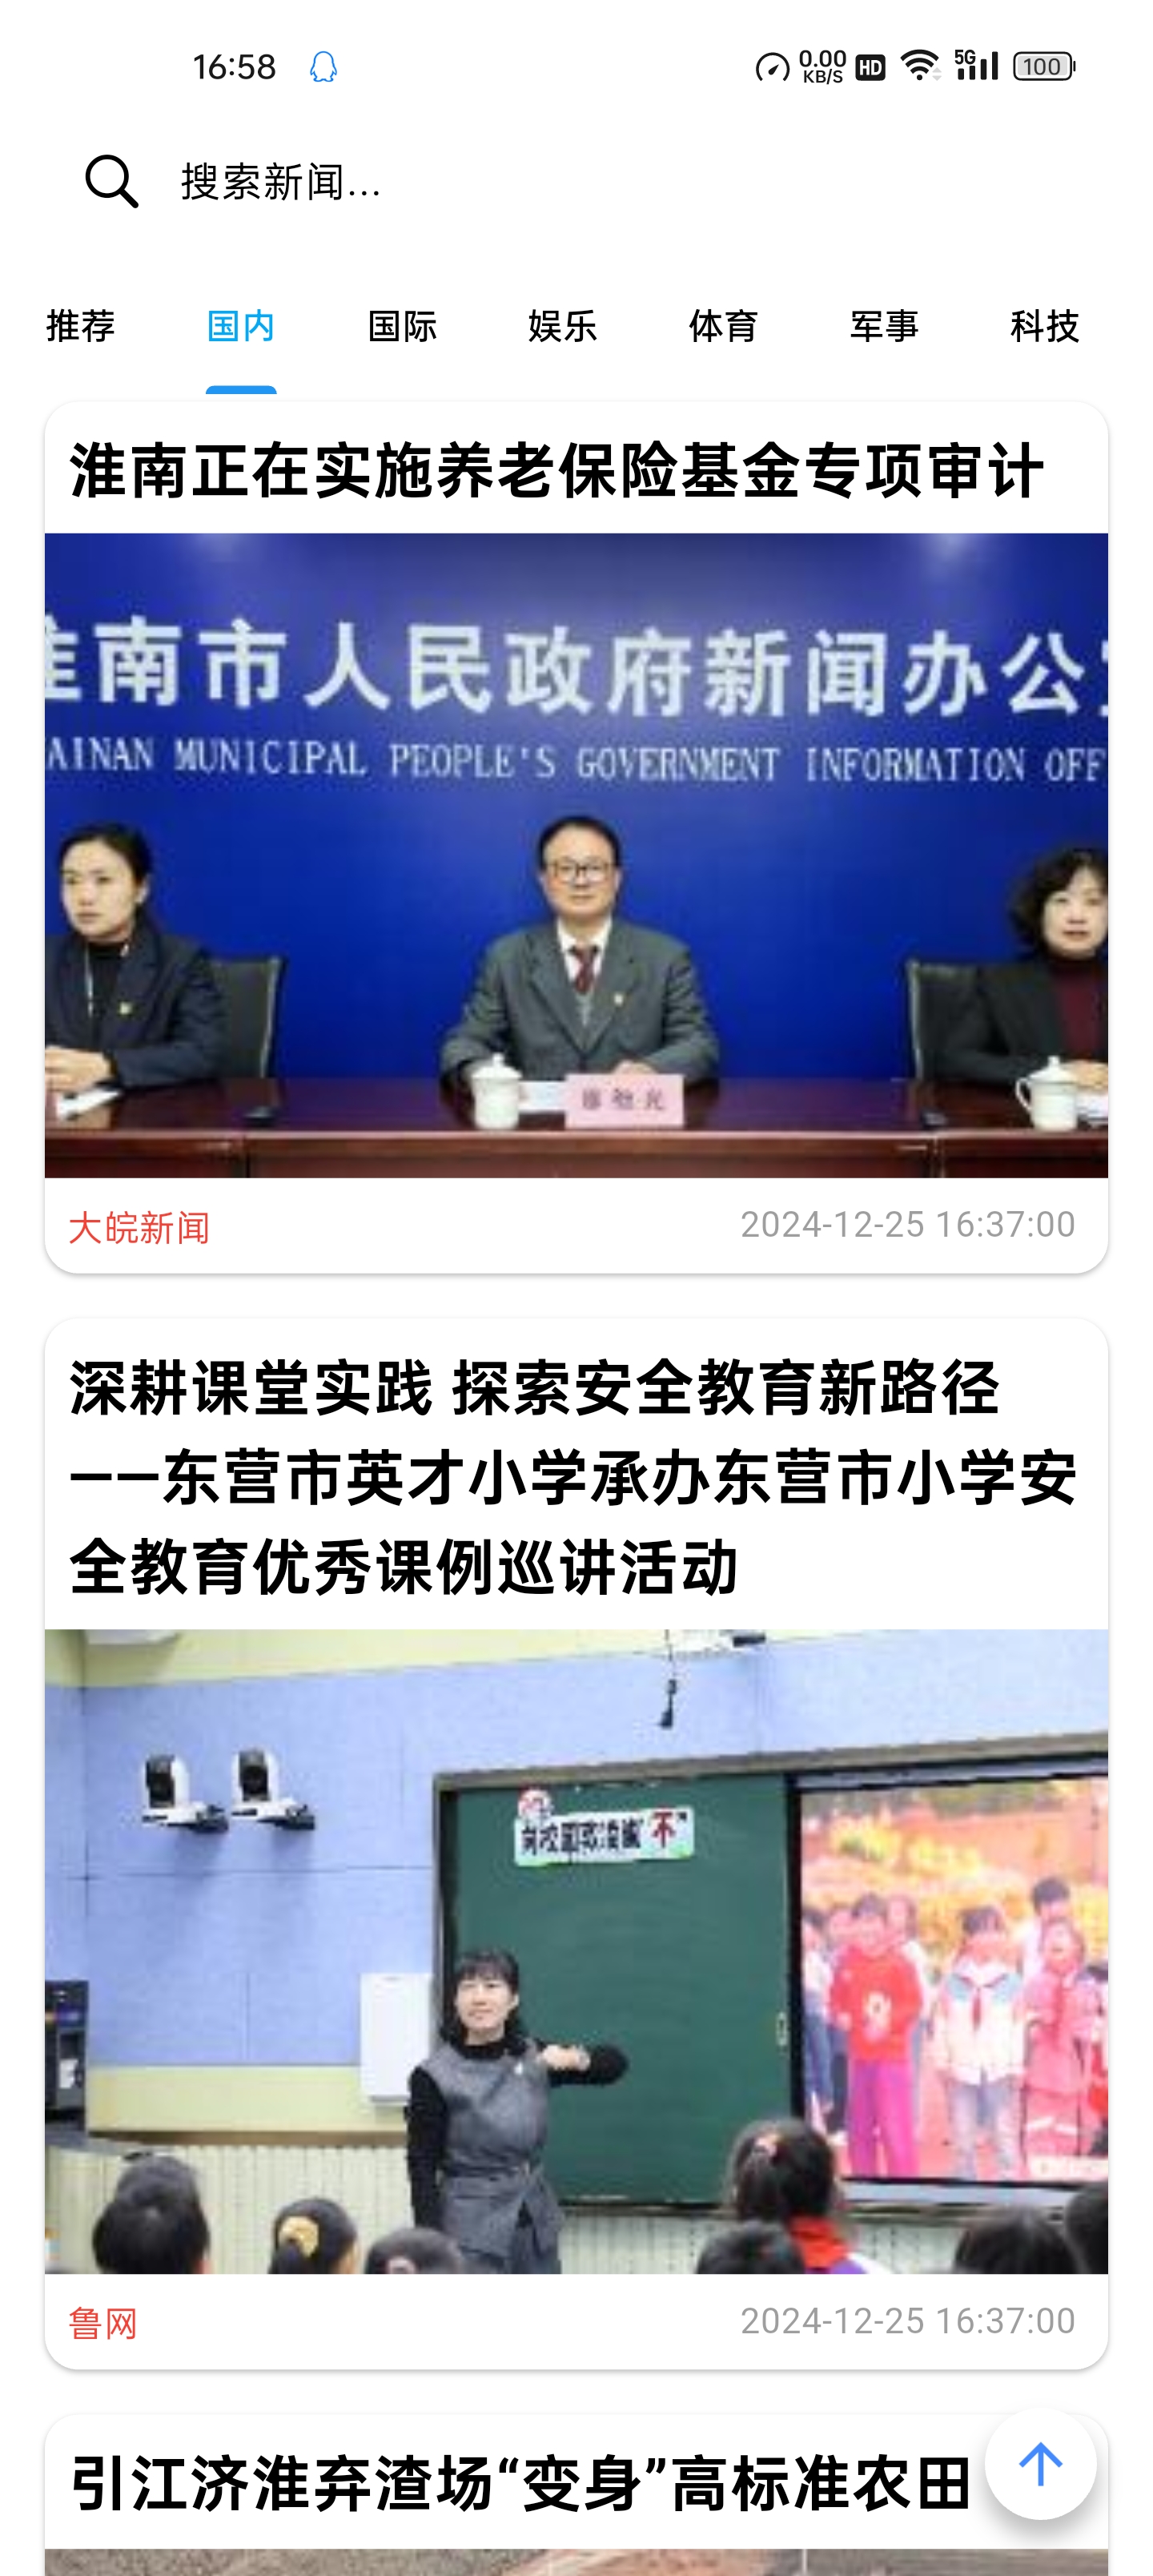 16:58
0.00
KB/S
HD
5G
100
搜索新闻...
推荐 国内 国际 娱乐 体育 军事 科技
淮南正在实施养老保险基金专项审计
南市人民政府新闻办公
AINAN MUNICIPAL PEOPLE'S GOVERNMENT INFORMATION OFF
大皖新闻 2024-12-25 16:37:00
深耕课堂实践 探索安全教育新路径
——东营市英才小学承办东营市小学安
全教育优秀课例巡讲活动
不
鲁网 2024-12-25 16:37:00
引江济淮弃渣场“变身”高标准农田